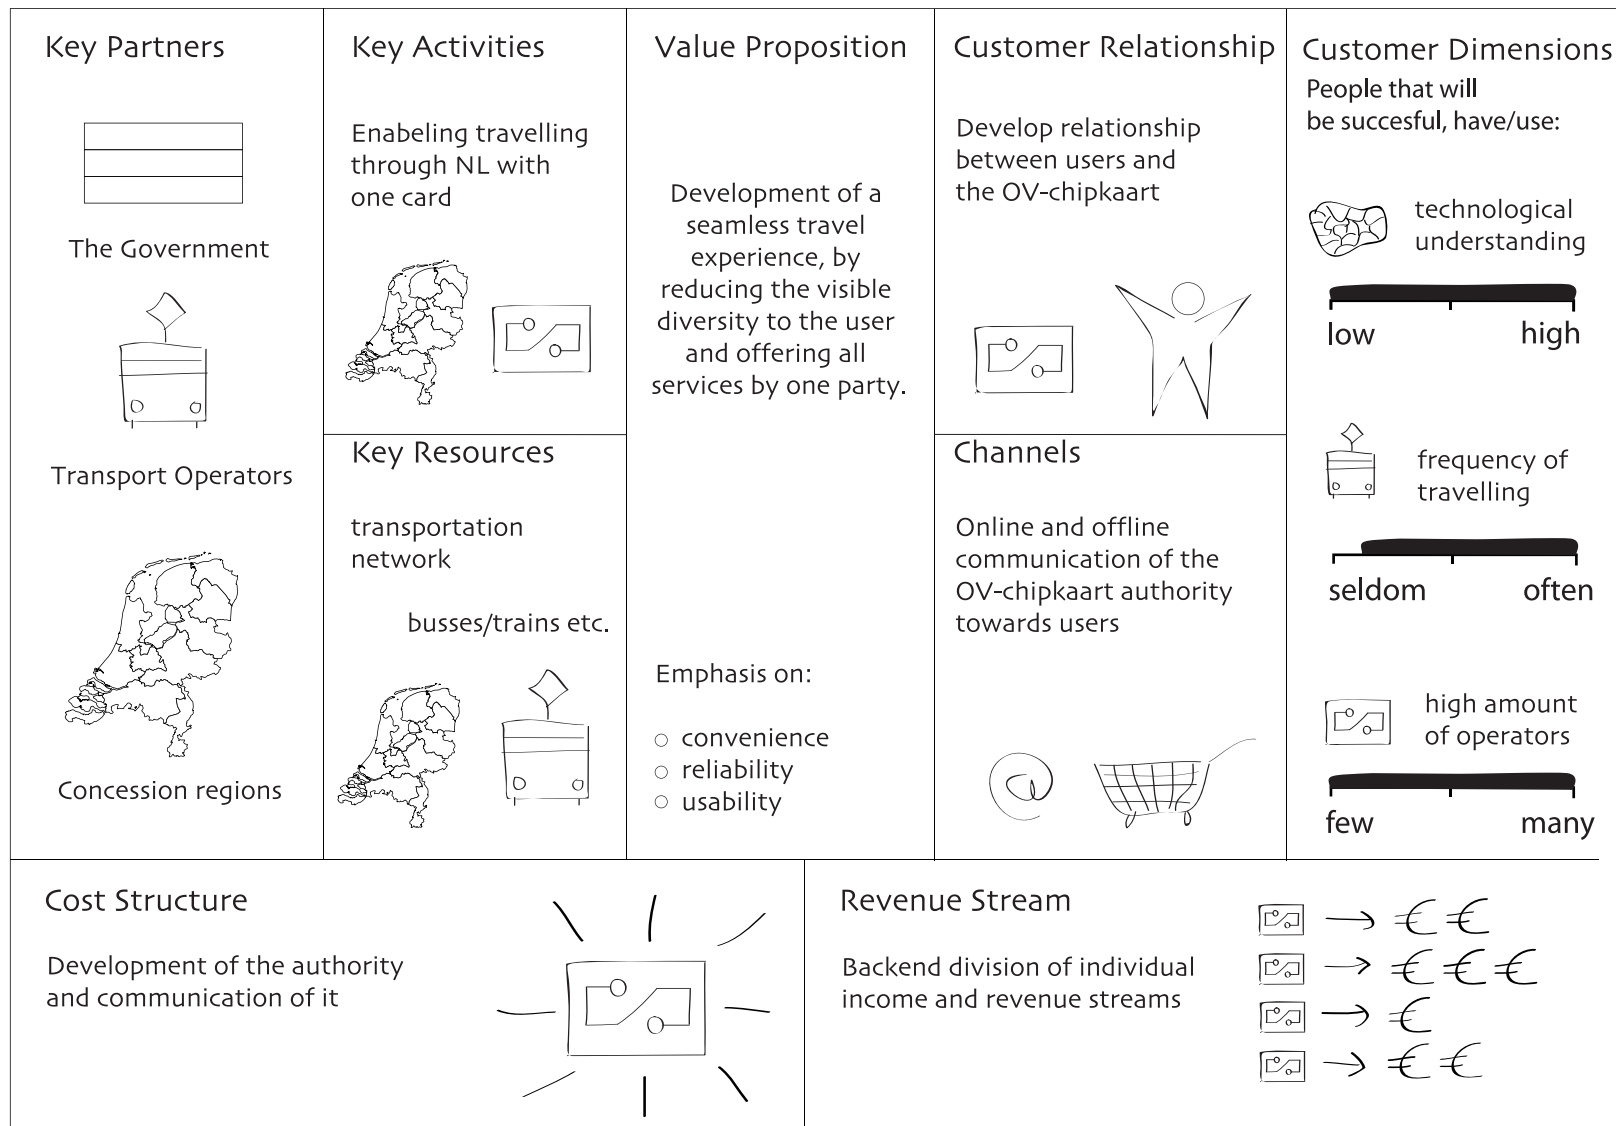 Key Partners
The Government
Transport Operators
Concession regions
Key Activities
Enabeling travelling
through NL with
one card
Key Resources
transportation
network
busses/trains etc.
Value Proposition
Development of a
seamless travel
experience, by
reducing the visible
diversity to the user
and offering all
services by one party.
Emphasis on:
○ convenience
○ reliability
○ usability
Customer Relationship
Develop relationship
between users and
the OV-chipkaart
Channels
Online and offline
communication of the
OV-chipkaart authority
towards users
Customer Dimensions
People that will
be succesful, have/use:
technological
understanding
low high
frequency of
travelling
seldom often
high amount
of operators
few many
Cost Structure
Development of the authority
and communication of it
Revenue Stream
Backend division of individual
income and revenue streams
€ €
€ € €
€
€ €